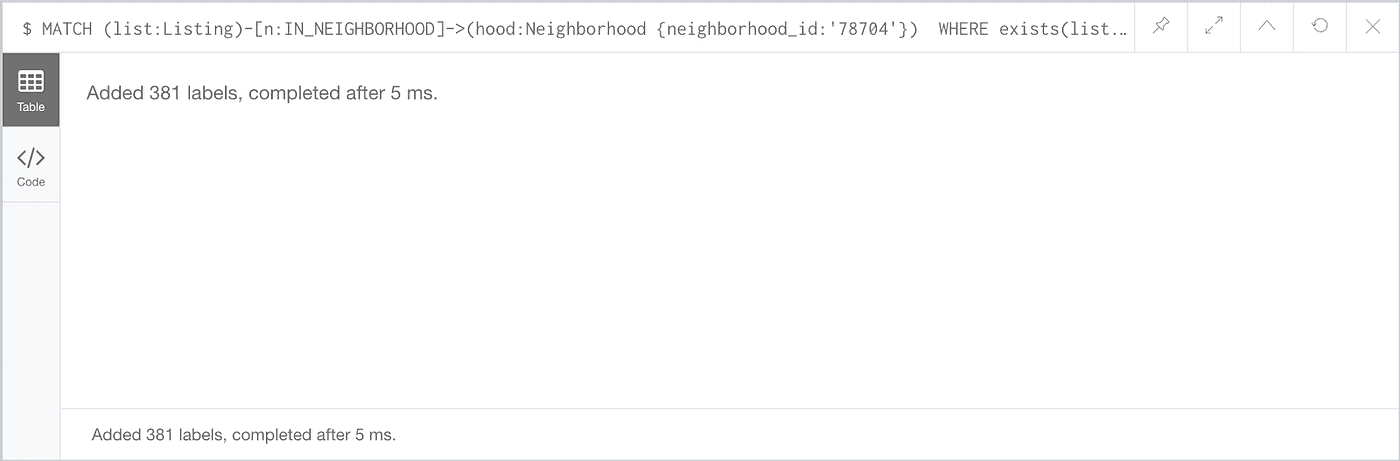 $ MATCH (list:Listing)-[n:IN_NEIGHBORHOOD]->(hood:Neighborhood {neighborhood_id:'78704'})  WHERE exists(list...
Table
Added 381 labels, completed after 5 ms.
Code
Added 381 labels, completed after 5 ms.